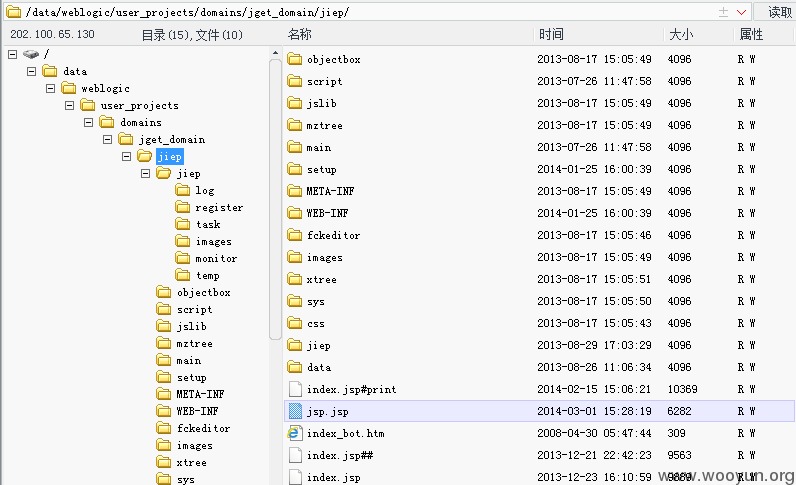 /data/weblogic/user_projects/domains/jget_domain/jiep/ 读取
202.100.65.130 目录(15),文件(10) 名称 时间 大小 属性
/
data
weblogic
user_projects
domains
jget_domain
jiep
jiep
log
register
task
images
monitor
temp
objectbox
script
jslib
mztree
main
setup
META-INF
WEB-INF
fckeditor
images
xtree
sys
objectbox 2013-08-17 15:05:49 4096 R W
script 2013-07-26 11:47:58 4096 R W
jslib 2013-08-17 15:05:49 4096 R W
mztree 2013-08-17 15:05:49 4096 R W
main 2013-07-26 11:47:58 4096 R W
setup 2014-01-25 16:00:39 4096 R W
META-INF 2013-08-17 15:05:49 4096 R W
WEB-INF 2014-01-25 16:00:39 4096 R W
fckeditor 2013-08-17 15:05:46 4096 R W
images 2013-08-17 15:05:49 4096 R W
xtree 2013-08-17 15:05:51 4096 R W
sys 2013-08-17 15:05:50 4096 R W
css 2013-08-17 15:05:43 4096 R W
jiep 2013-08-29 17:03:29 4096 R W
data 2013-08-26 11:06:34 4096 R W
index.jsp#print 2014-02-15 15:06:21 10369 R W
jsp.jsp 2014-03-01 15:28:19 6282 R W
index_bot.htm 2008-04-30 05:47:44 309 R W
index.jsp## 2013-12-21 22:42:23 9563 R W
index.jsp 2013-12-23 16:10:59 R W
www.wooyun.org